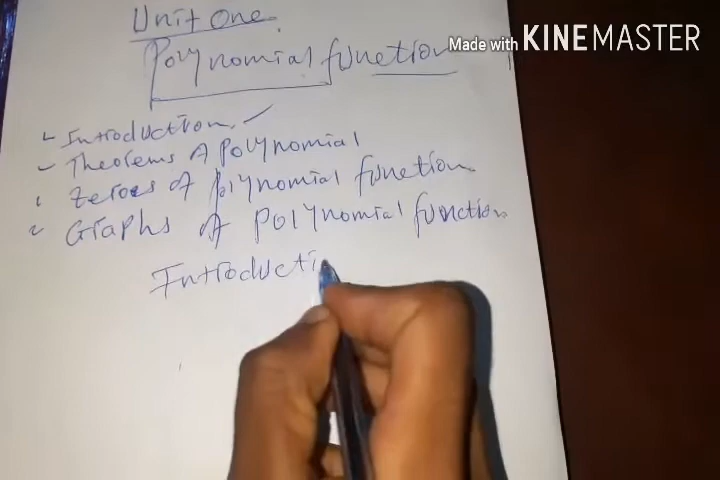 Unit One
Made with KINEMASTER
Polynomial function
Introduction
Theorems of polynomial
Zeroes of polynomial function
Graphs of polynomial function
Introducti